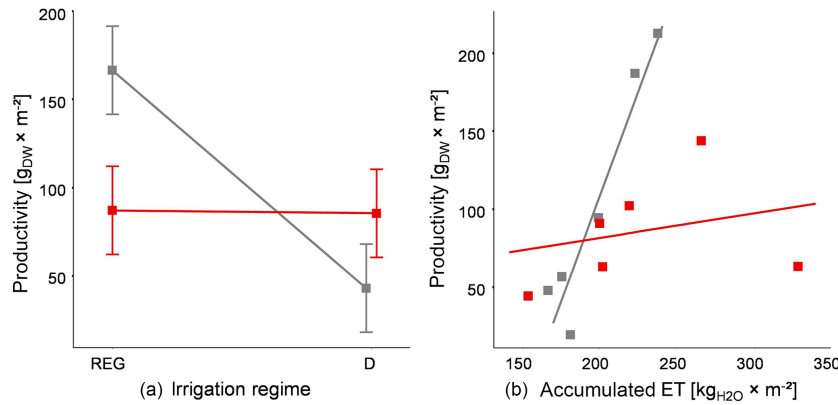 200
150
100
50
Productivity [gDW × m⁻²]
REG
D
(a) Irrigation regime
200
150
100
50
Productivity [gDW × m⁻²]
150
200
250
300
350
(b) Accumulated ET [kgH2O × m⁻²]